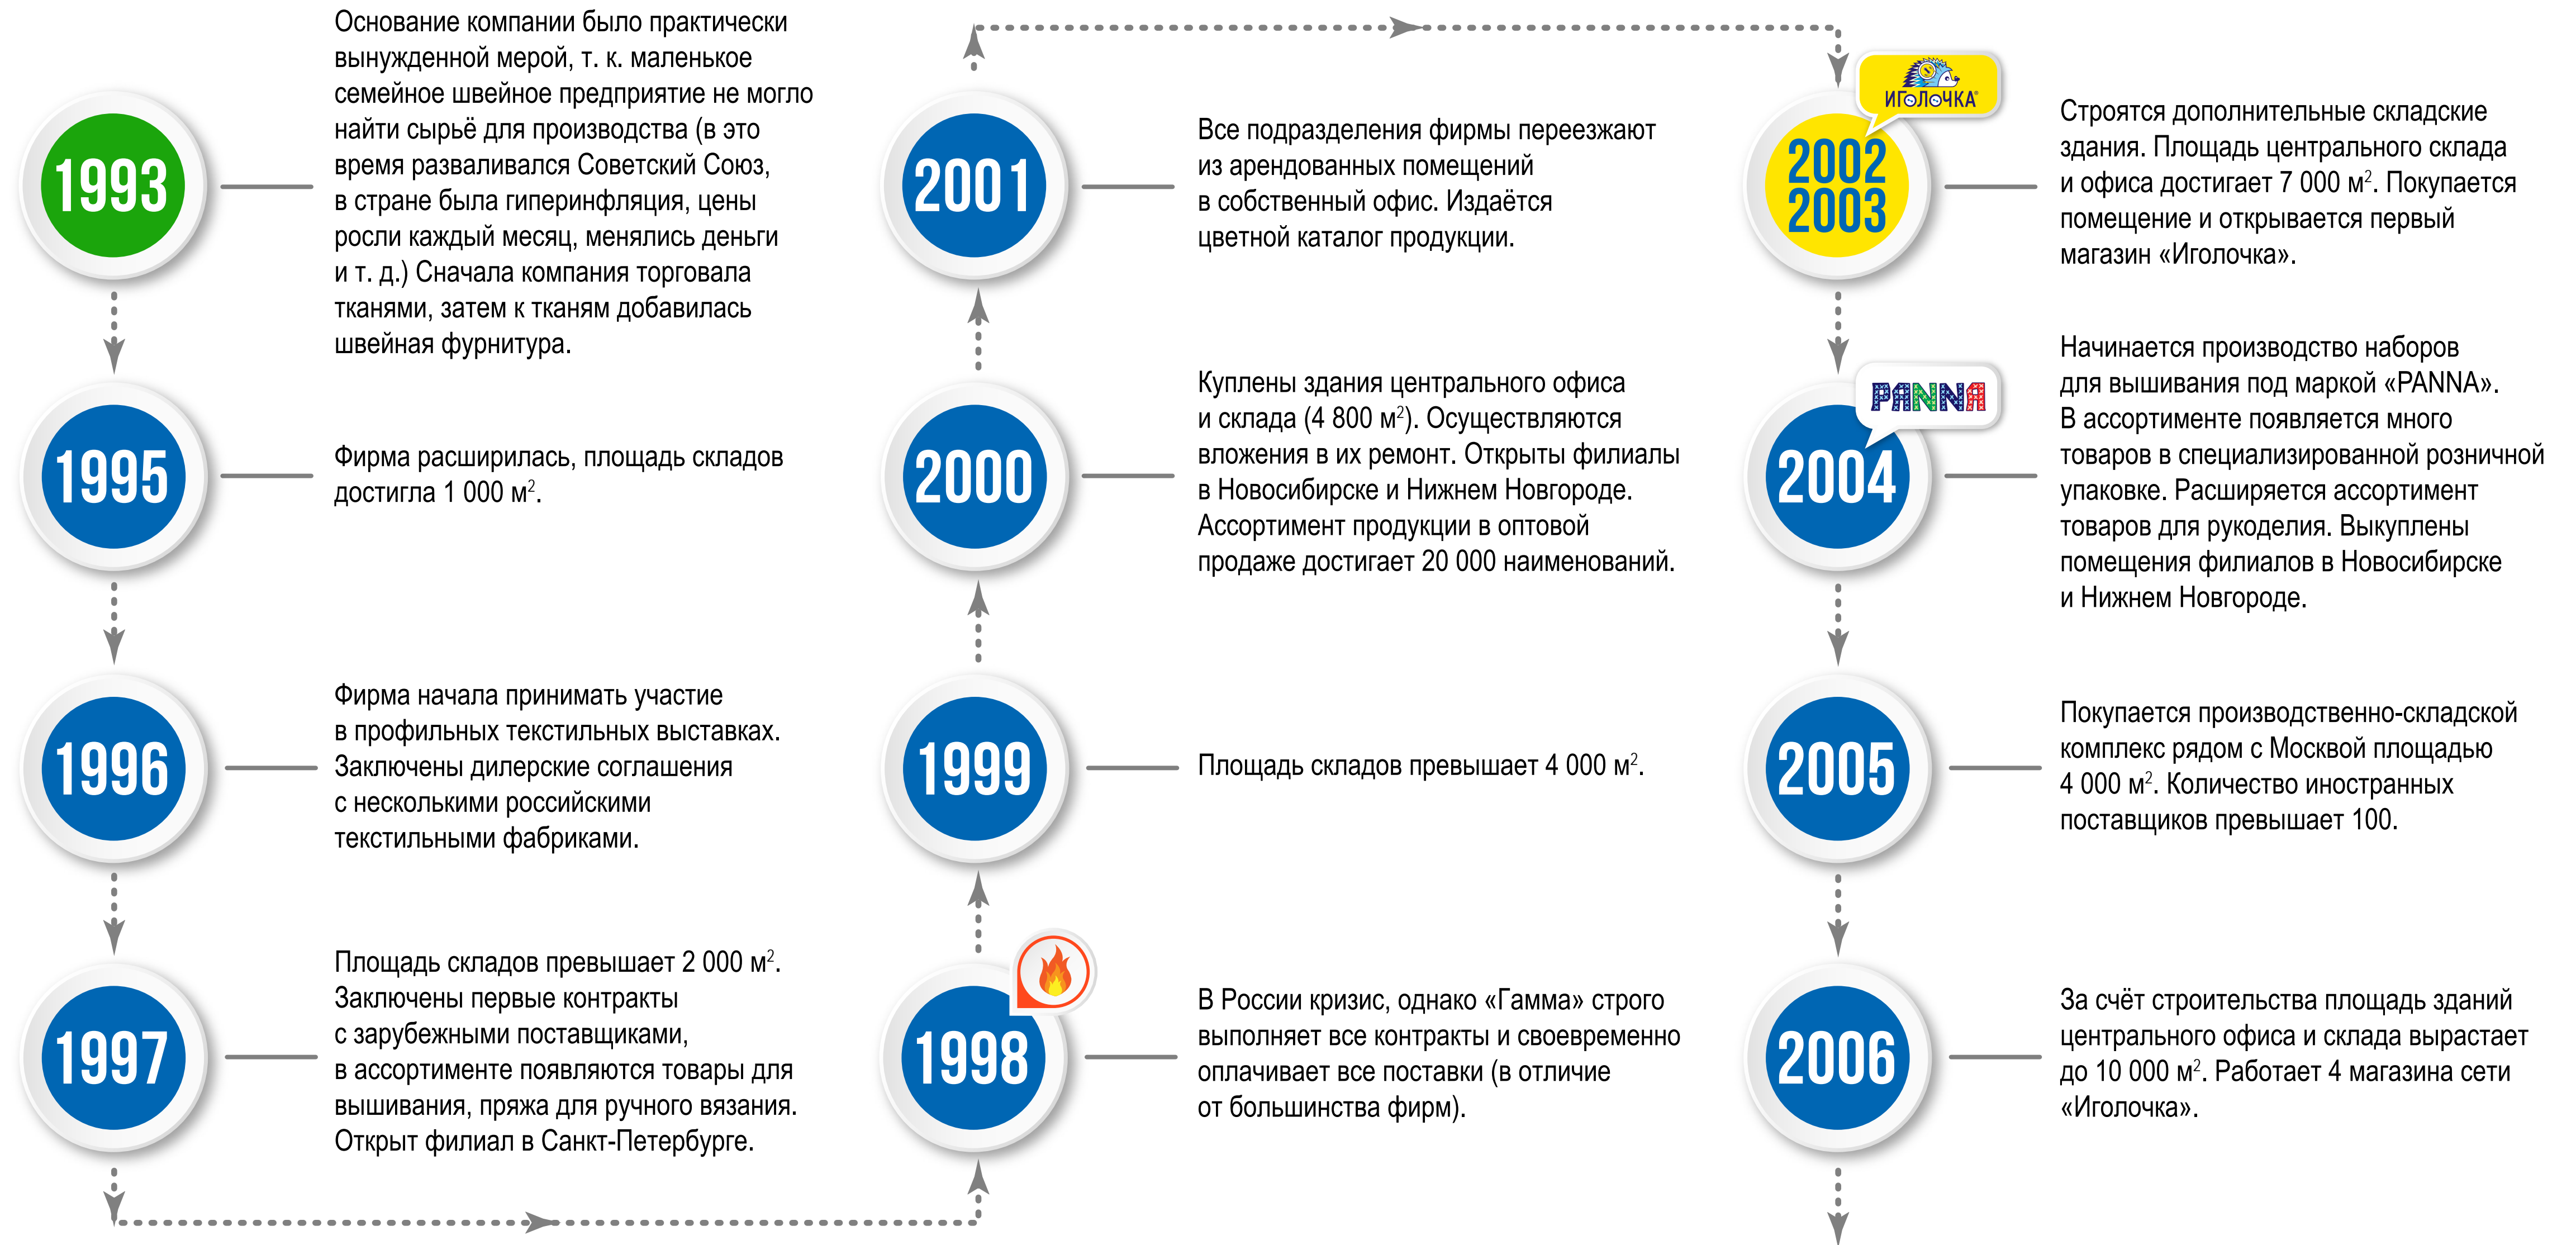 1993
Основание компании было практически
вынужденной мерой, т. к. маленькое
семейное швейное предприятие не могло
найти сырьё для производства (в это
время разваливался Советский Союз,
в стране была гиперинфляция, цены
росли каждый месяц, менялись деньги
и т. д.) Сначала компания торговала
тканями, затем к тканям добавилась
швейная фурнитура.
1995
Фирма расширилась, площадь складов
достигла 1 000 м².
1996
Фирма начала принимать участие
в профильных текстильных выставках.
Заключены дилерские соглашения
с несколькими российскими
текстильными фабриками.
1997
Площадь складов превышает 2 000 м².
Заключены первые контракты
с зарубежными поставщиками,
в ассортименте появляются товары для
вышивания, пряжа для ручного вязания.
Открыт филиал в Санкт-Петербурге.
1998
В России кризис, однако «Гамма» строго
выполняет все контракты и своевременно
оплачивает все поставки (в отличие
от большинства фирм).
1999
Площадь складов превышает 4 000 м².
2000
Куплены здания центрального офиса
и склада (4 800 м²). Осуществляются
вложения в их ремонт. Открыты филиалы
в Новосибирске и Нижнем Новгороде.
Ассортимент продукции в оптовой
продаже достигает 20 000 наименований.
2001
Все подразделения фирмы переезжают
из арендованных помещений
в собственный офис. Издаётся
цветной каталог продукции.
ИГОЛОЧКА®
2002
2003
Строятся дополнительные складские
здания. Площадь центрального склада
и офиса достигает 7 000 м². Покупается
помещение и открывается первый
магазин «Иголочка».
PANNA
2004
Начинается производство наборов
для вышивания под маркой «PANNA».
В ассортименте появляется много
товаров в специализированной розничной
упаковке. Расширяется ассортимент
товаров для рукоделия. Выкуплены
помещения филиалов в Новосибирске
и Нижнем Новгороде.
2005
Покупается производственно-складской
комплекс рядом с Москвой площадью
4 000 м². Количество иностранных
поставщиков превышает 100.
2006
За счёт строительства площадь зданий
центрального офиса и склада вырастает
до 10 000 м². Работает 4 магазина сети
«Иголочка».